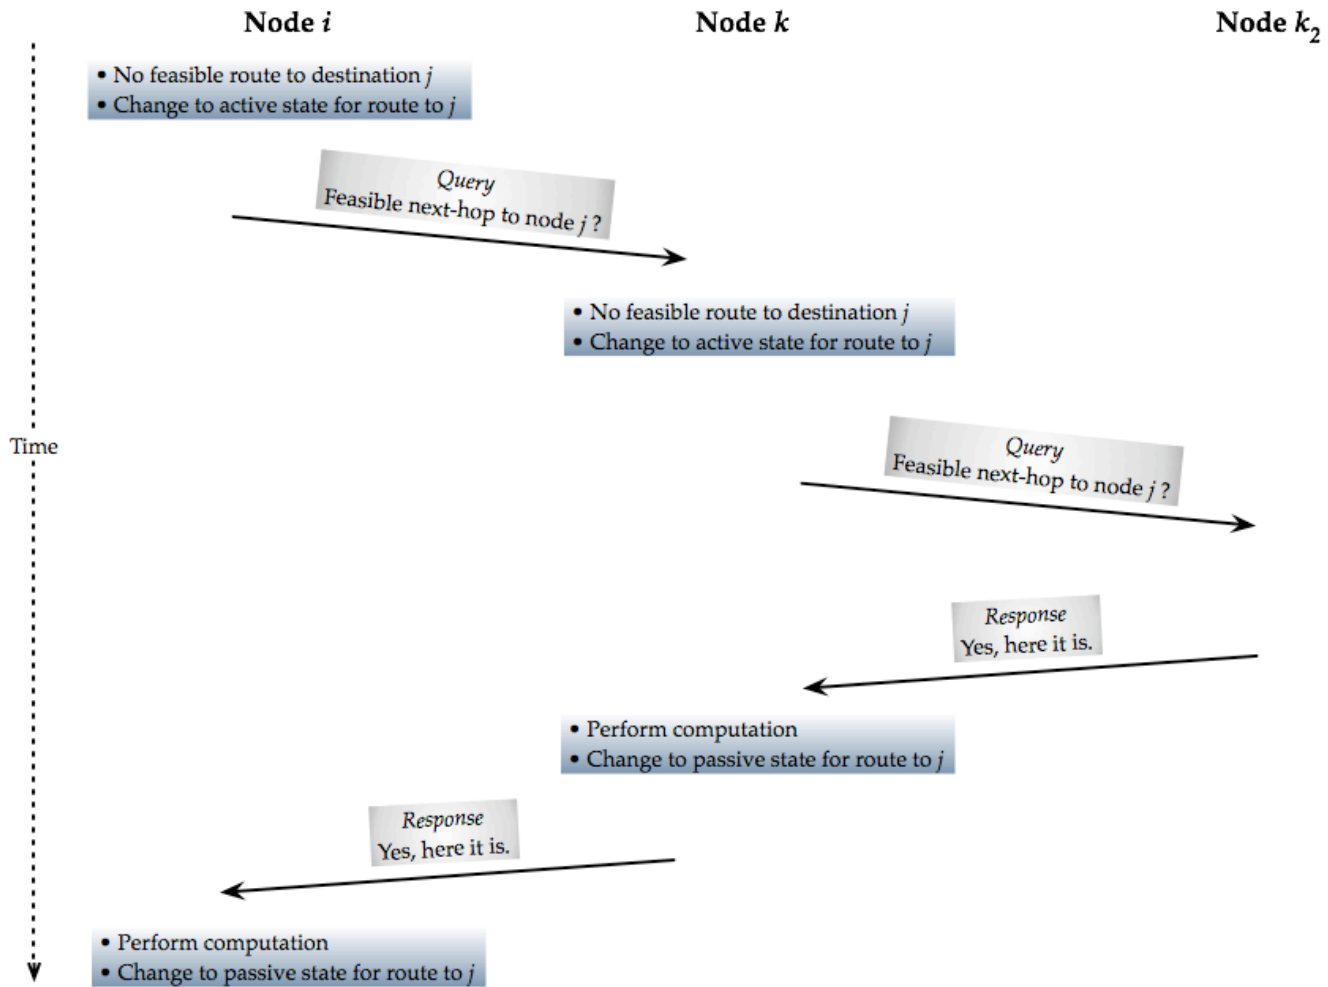 Node i Node k Node k2
• No feasible route to destination j
• Change to active state for route to j
Query
Feasible next-hop to node j ?
• No feasible route to destination j
• Change to active state for route to j
Time
Query
Feasible next-hop to node j ?
Response
Yes, here it is.
• Perform computation
• Change to passive state for route to j
Response
Yes, here it is.
• Perform computation
• Change to passive state for route to j